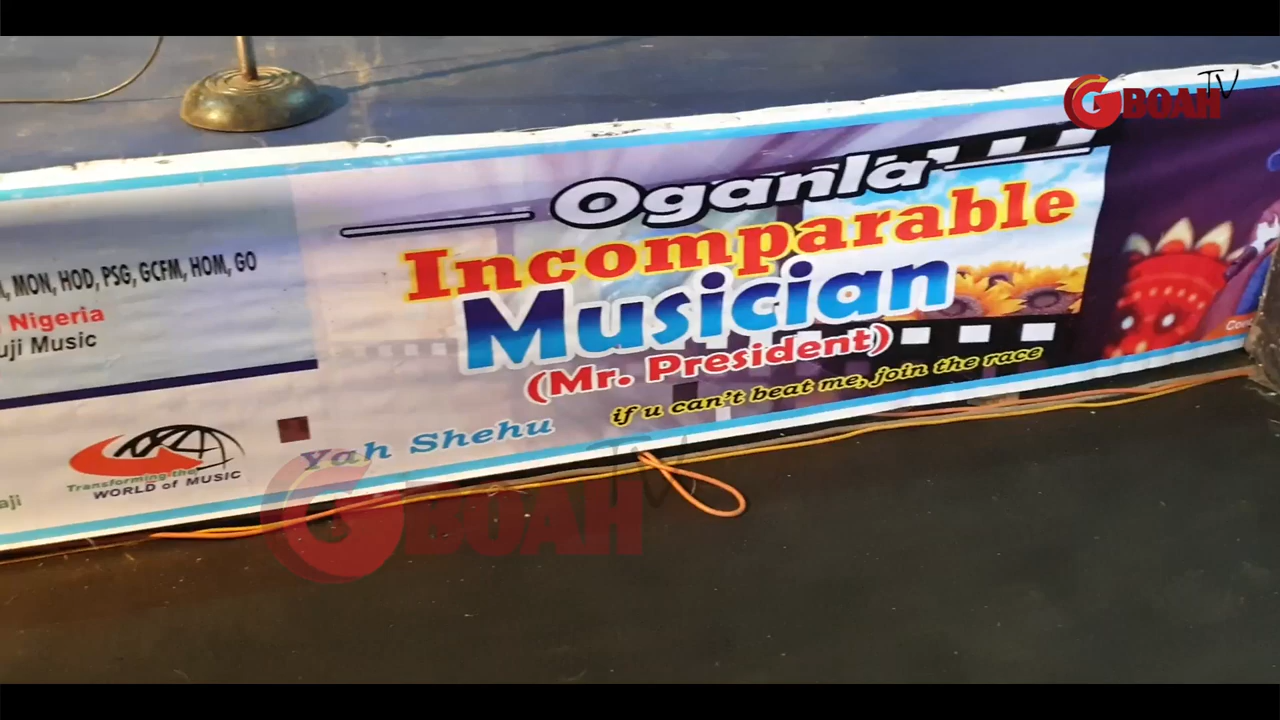 GBOAH TV
MON, HOD, PSG, GCFM, HOM, GO
Nigeria
uji Music
Oganla
Incomparable
Musician
(Mr. President)
if u can't beat me, join the race
Yah Shehu
Transforming the
WORLD of MUSIC
aji
GBOAH TV